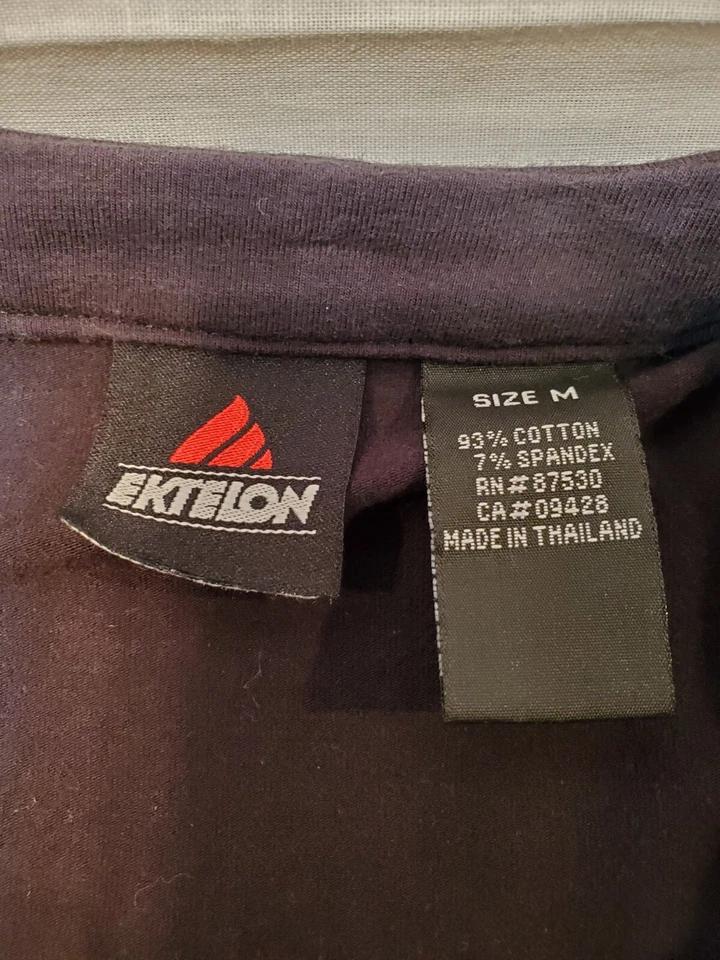 EKTELON
SIZE M
93% COTTON
7% SPANDEX
RN#87530
CA#09428
MADE IN THAILAND